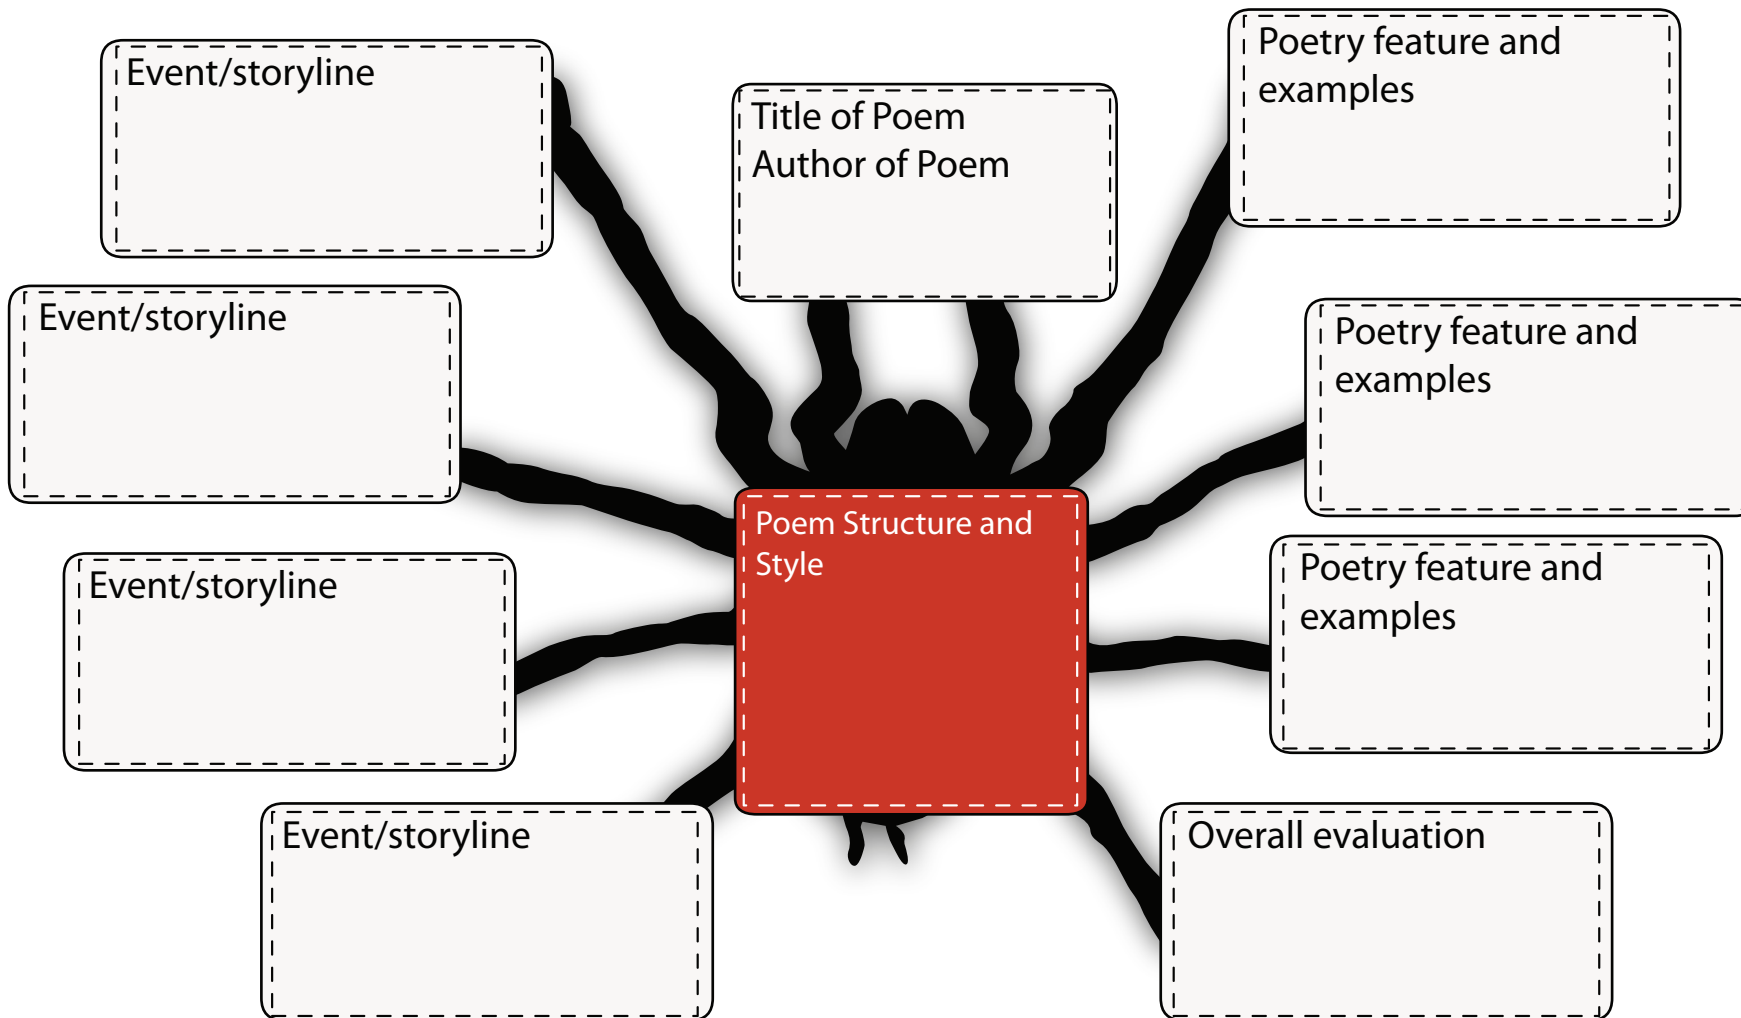 Event/storyline
Title of Poem
Author of Poem
Poetry feature and
examples
Event/storyline
Poetry feature and
examples
Poem Structure and
Style
Event/storyline
Poetry feature and
examples
Event/storyline
Overall evaluation